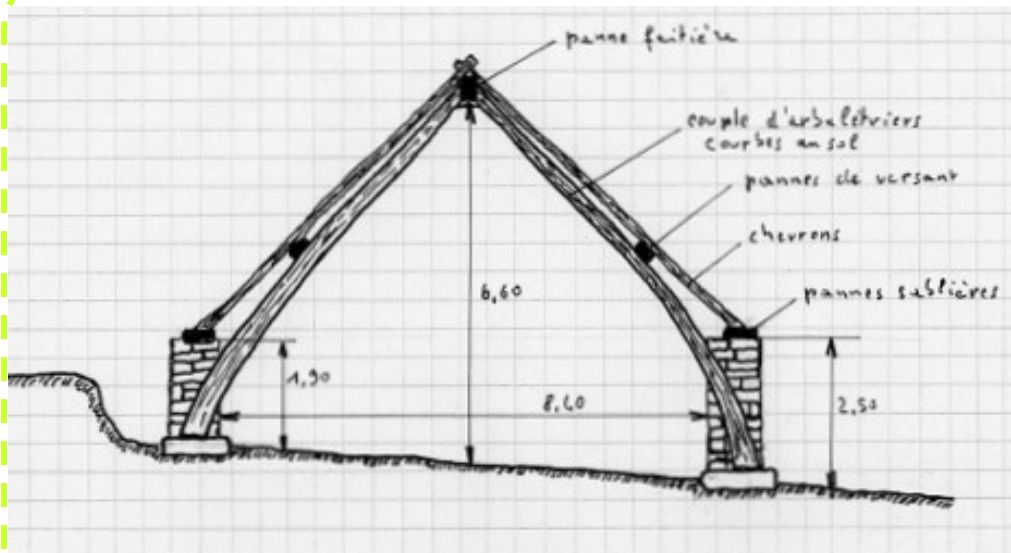 panne faîtière
couple d'arbalétriers
courbes au sol
pannes de versant
chevrons
pannes sablières
6,60
1,90
8,60
2,50